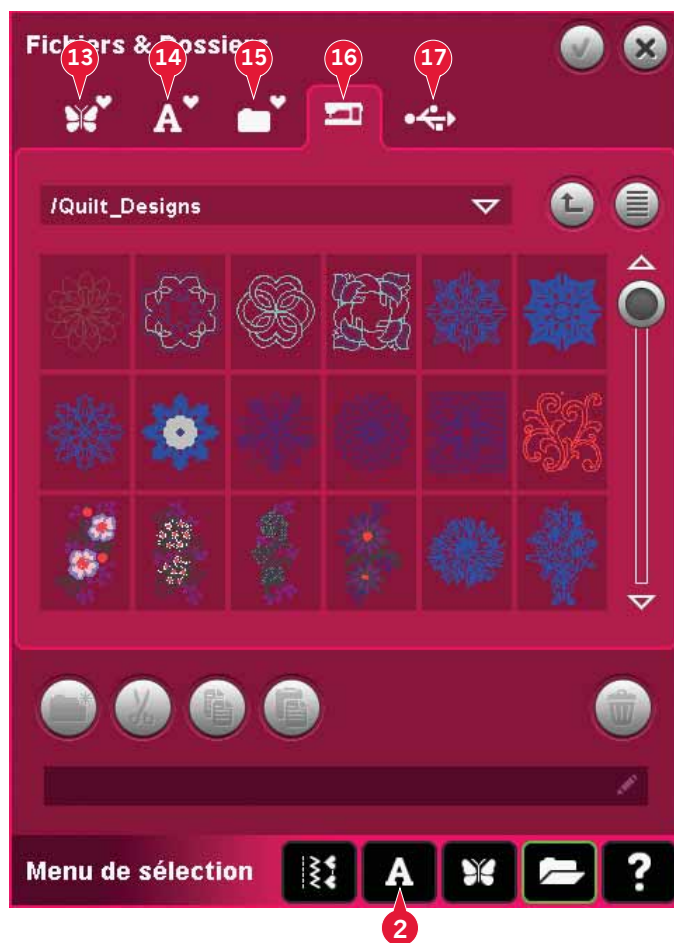 Fichiers & Dossiers
13 14 15 16 17
A
/Quilt_Designs
Menu de sélection A ?
2